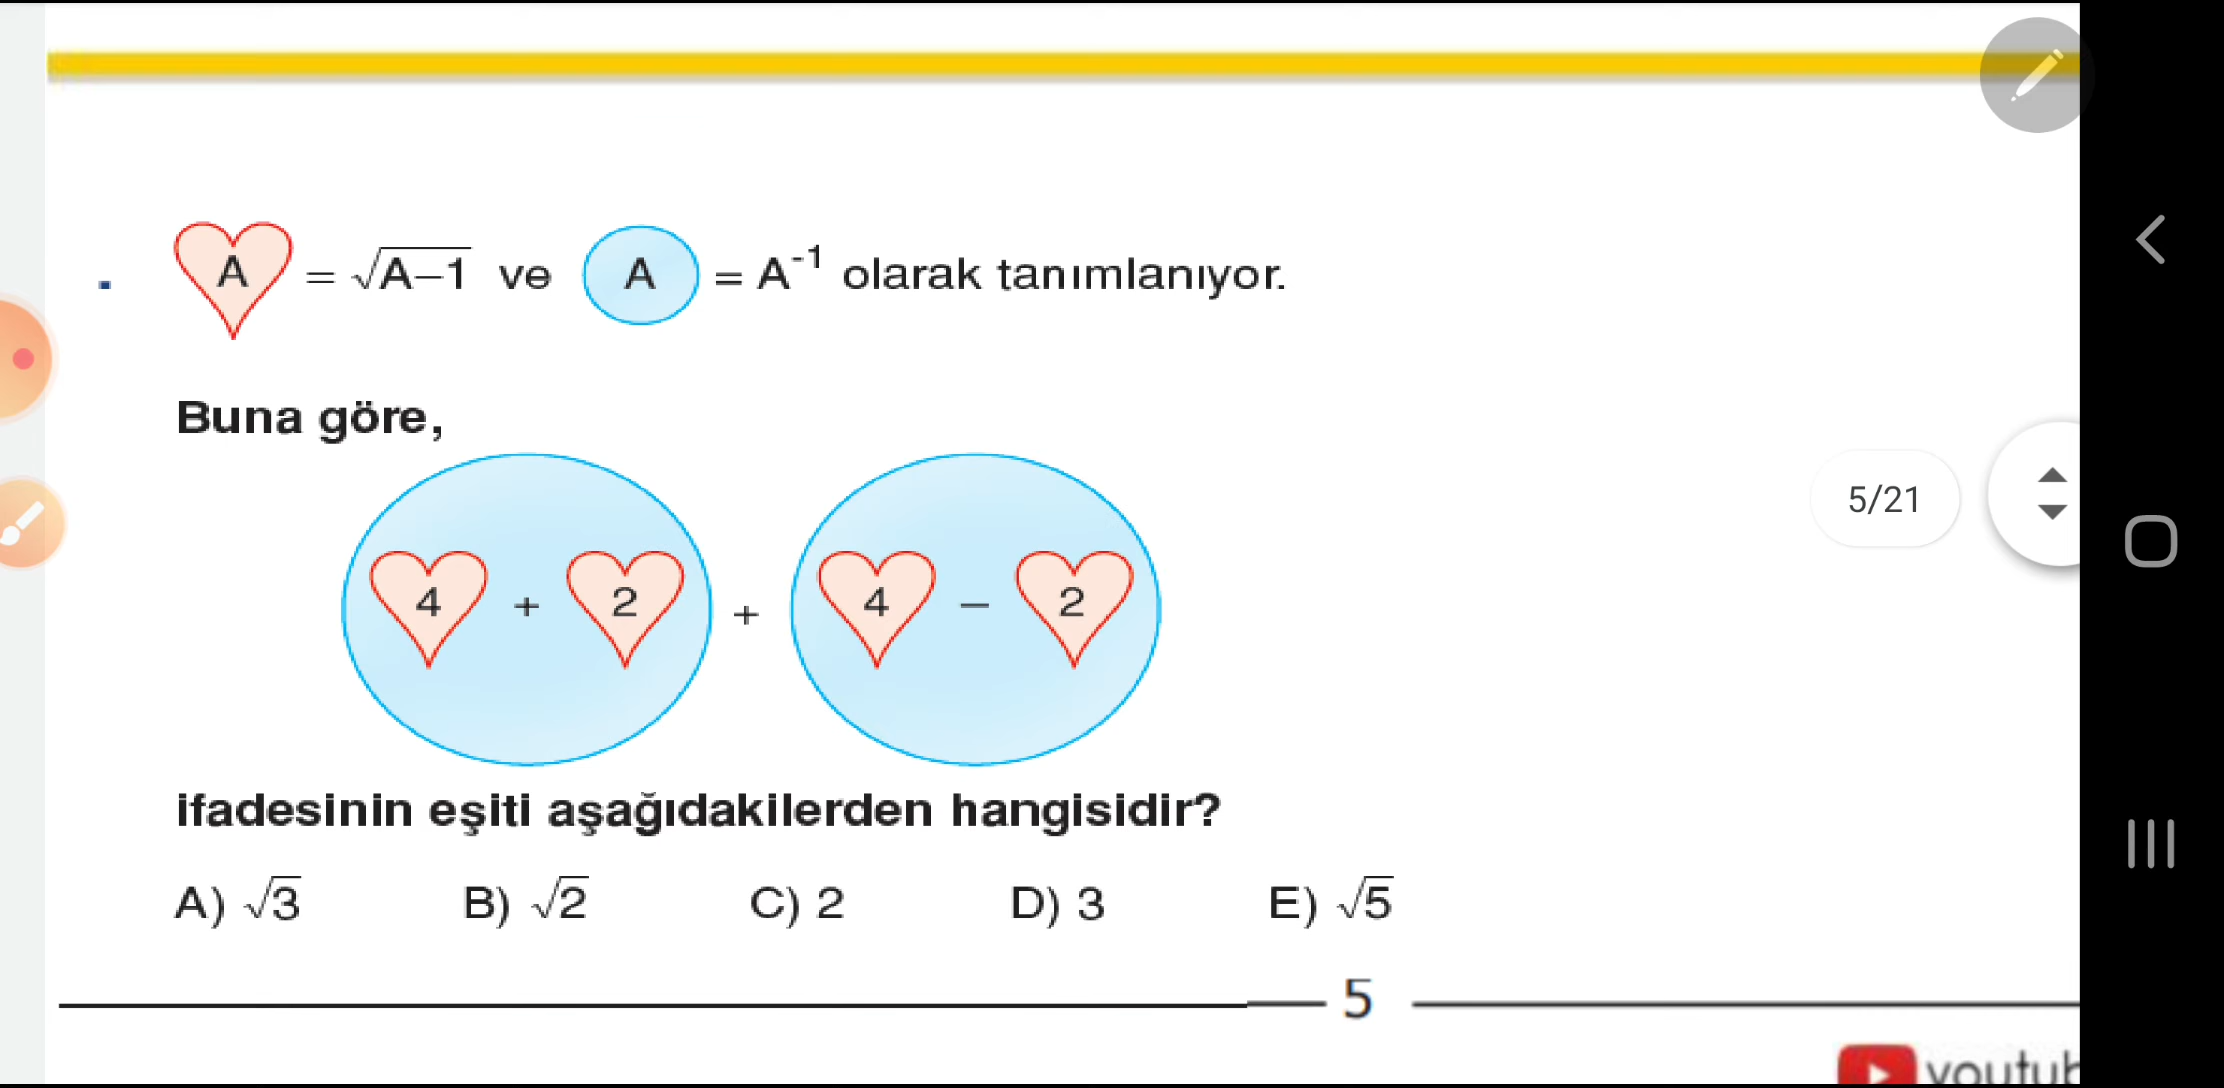 A = √A−1 ve A = A⁻¹ olarak tanımlanıyor.
Buna göre,
4 + 2 + 4 − 2
5/21
ifadesinin eşiti aşağıdakilerden hangisidir?
A) √3 B) √2 C) 2 D) 3 E) √5
5
youtub